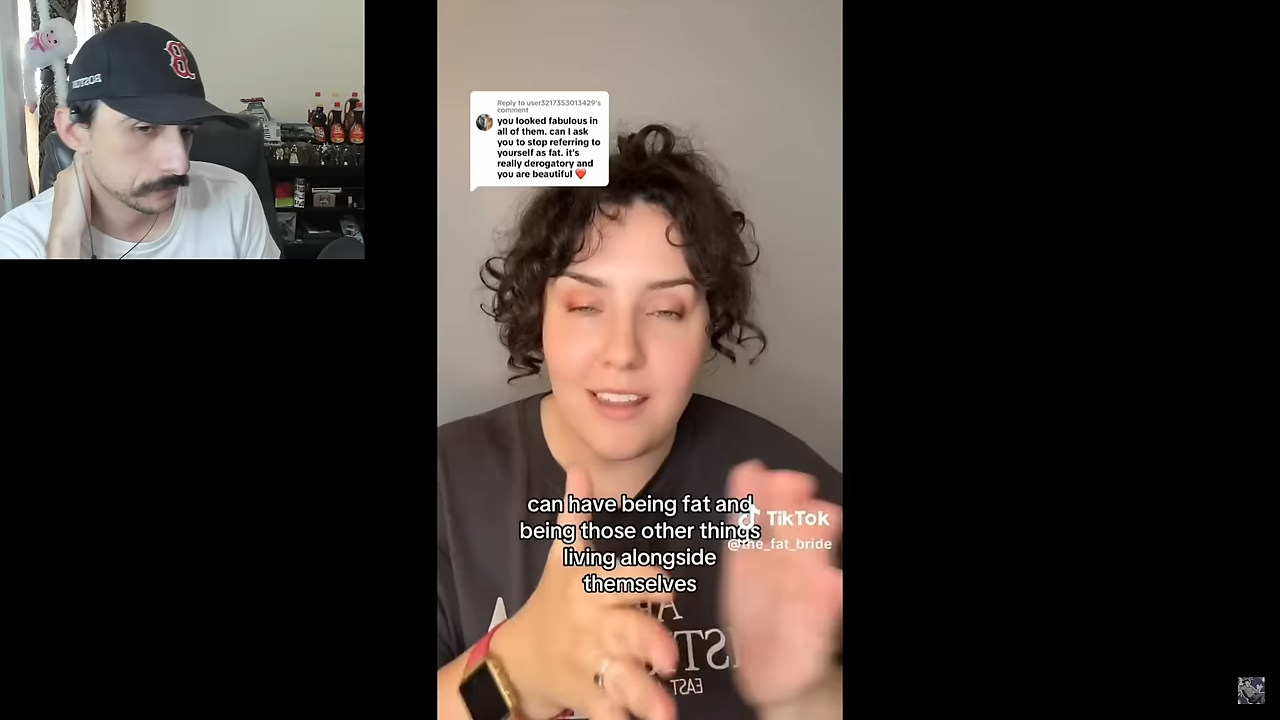 BOSTON
B
Reply to user3217353013429's
comment
you looked fabulous in
all of them. can I ask
you to stop referring to
yourself as fat. it's
really derogatory and
you are beautiful ❤️
can have being fat and
being those other things
living alongside
themselves
TikTok
@the_fat_bride
EAST